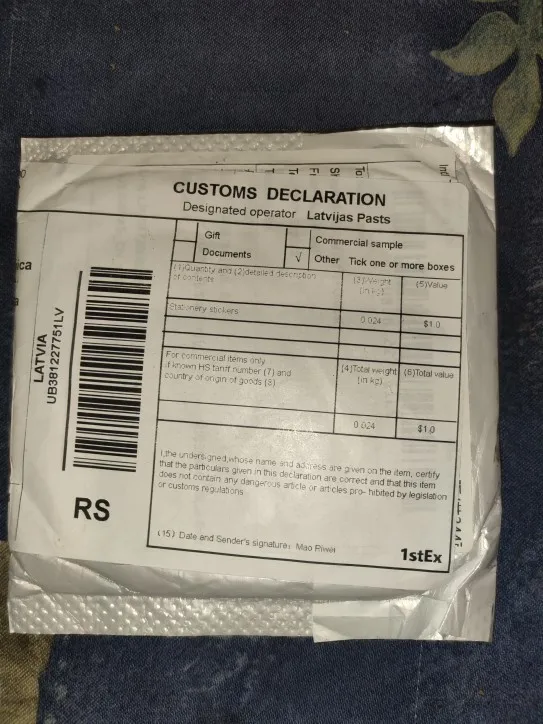 CUSTOMS DECLARATION
Designated operator Latvijas Pasts
Gift
Commercial sample
Documents
√ Other Tick one or more boxes
(1)Quantity and (2)detailed description
of contents
(3)Weight
(in kg)
(5)Value
Stationery stickers
0.024
$1.0
For commercial items only
if known HS tariff number (7) and
country of origin of goods (8)
(4)Total weight
(in kg)
(6)Total value
0.024
$1.0
I,the undersigned,whose name and address are given on the item, certify
that the particulars given in this declaration are correct and that this item
does not contain any dangerous article or articles pro- hibited by legislation
or customs regulations
(15) Date and Sender's signature: Mao Piwei
1stEx
LATVIA
UB381227751LV
RS
ica